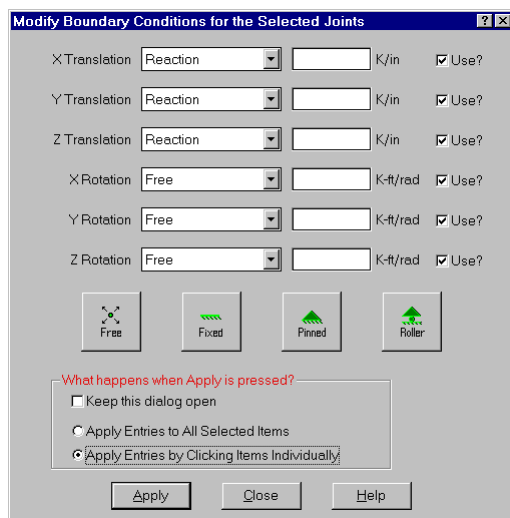 Modify Boundary Conditions for the Selected Joints
X Translation Reaction K/in Use?
Y Translation Reaction K/in Use?
Z Translation Reaction K/in Use?
X Rotation Free K-ft/rad Use?
Y Rotation Free K-ft/rad Use?
Z Rotation Free K-ft/rad Use?
Free Fixed Pinned Roller
What happens when Apply is pressed?
Keep this dialog open
Apply Entries to All Selected Items
Apply Entries by Clicking Items Individually
Apply Close Help